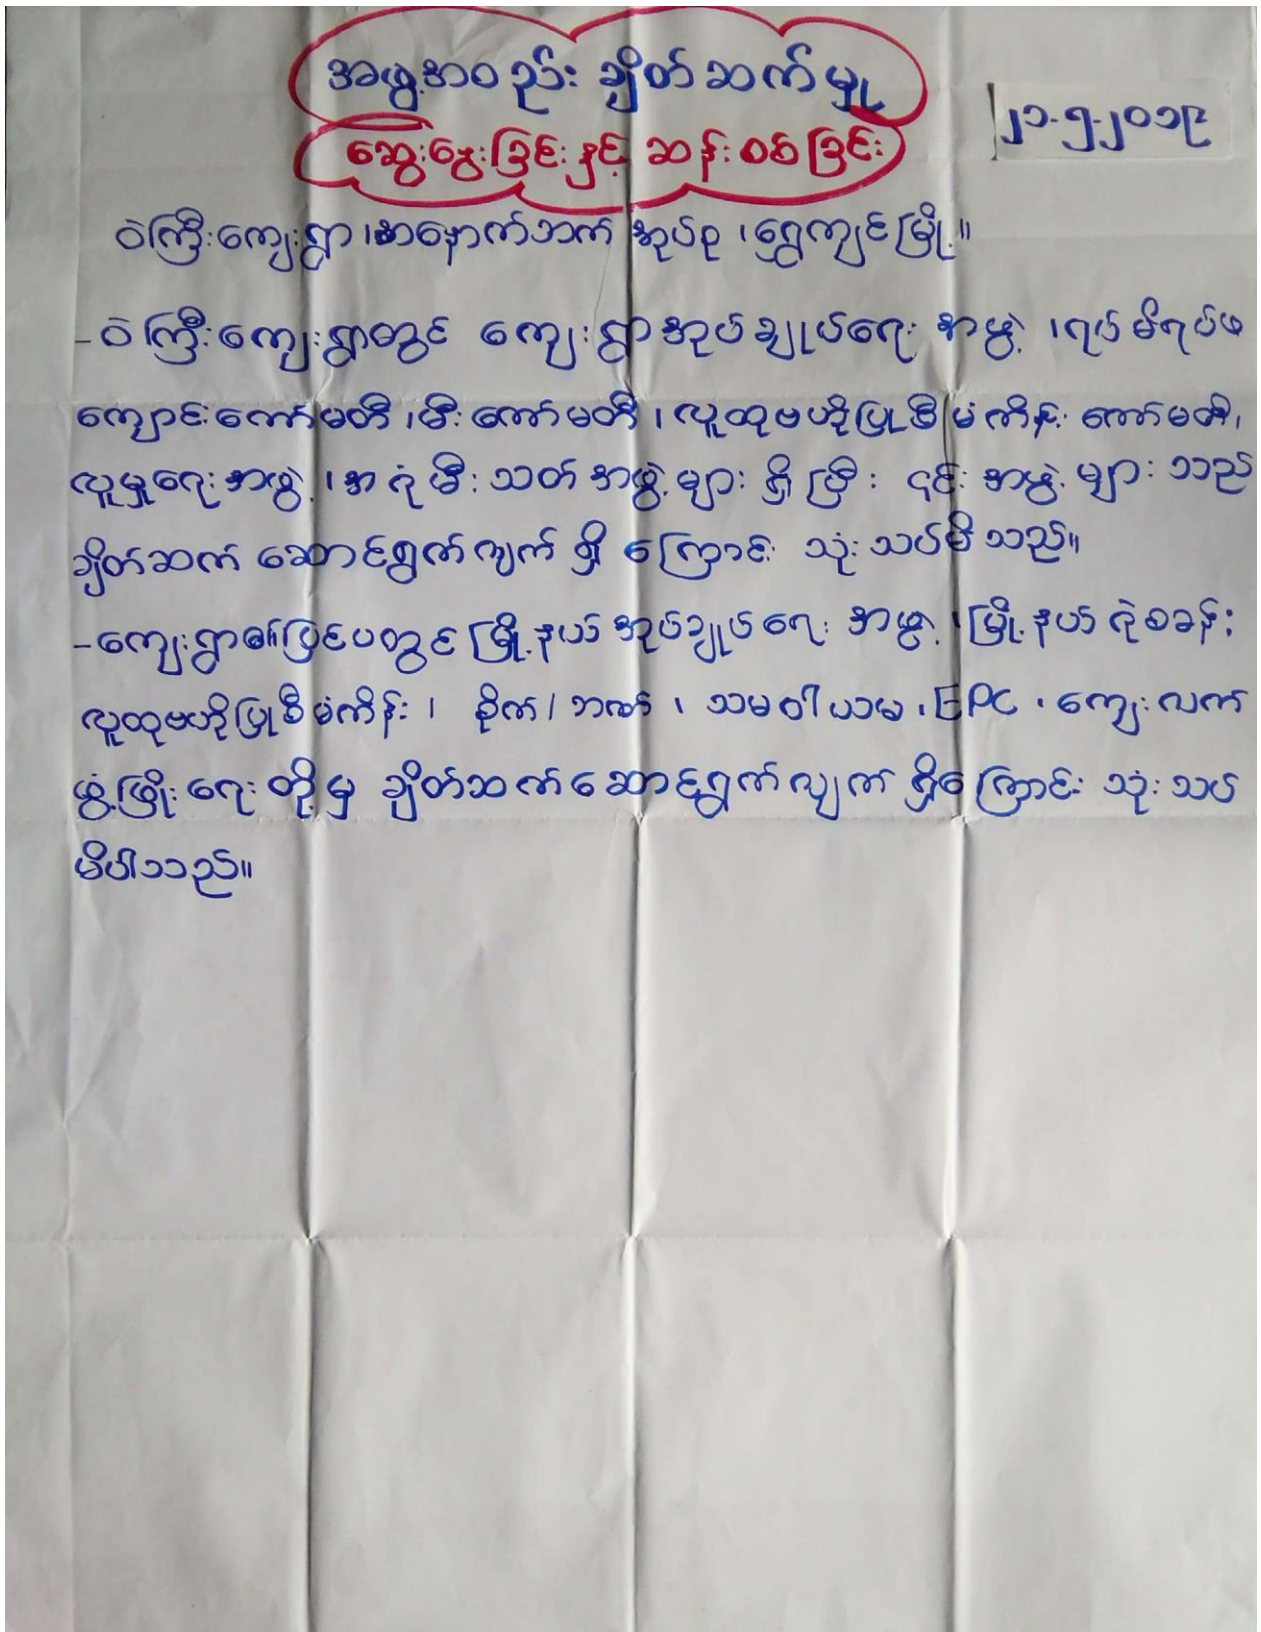 အဖွဲ့အစည်း ချိတ်ဆက်မှု
ဆွေးနွေးခြင်းနှင့် ဆန်းစစ်ခြင်း
၂၁-၅-၂၀၁၉
ဝဲကြီးကျေးရွာ၊အနောက်ဘက် အုပ်စု၊ရွှေကျင်မြို့။
-ဝဲကြီးကျေးရွာတွင် ကျေးရွာအုပ်ချုပ်ရေး အဖွဲ့၊ရပ်မိရပ်ဖ
ကျောင်းကော်မတီ၊မီးကော်မတီ၊လူထုဗဟိုပြုစီမံကိန်း ကော်မတီ၊
လူမှုရေးအဖွဲ့၊အရံမီးသတ်အဖွဲ့များ ရှိပြီး ၎င်းအဖွဲ့များသည်
ချိတ်ဆက် ဆောင်ရွက်လျက် ရှိကြောင်း သုံးသပ်မိသည်။
-ကျေးရွာ၏ပြင်ပတွင် မြို့နယ်အုပ်ချုပ်ရေး အဖွဲ့၊မြို့နယ်ရဲစခန်း
လူထုဗဟိုပြုစီမံကိန်း၊ စိုက်/ဘဏ်၊ သမဝါယမ၊EPC၊ကျေးလက်
ဖွံ့ဖြိုးရေးတို့မှ ချိတ်ဆက်ဆောင်ရွက်လျက် ရှိကြောင်း သုံးသပ်
မိပါသည်။